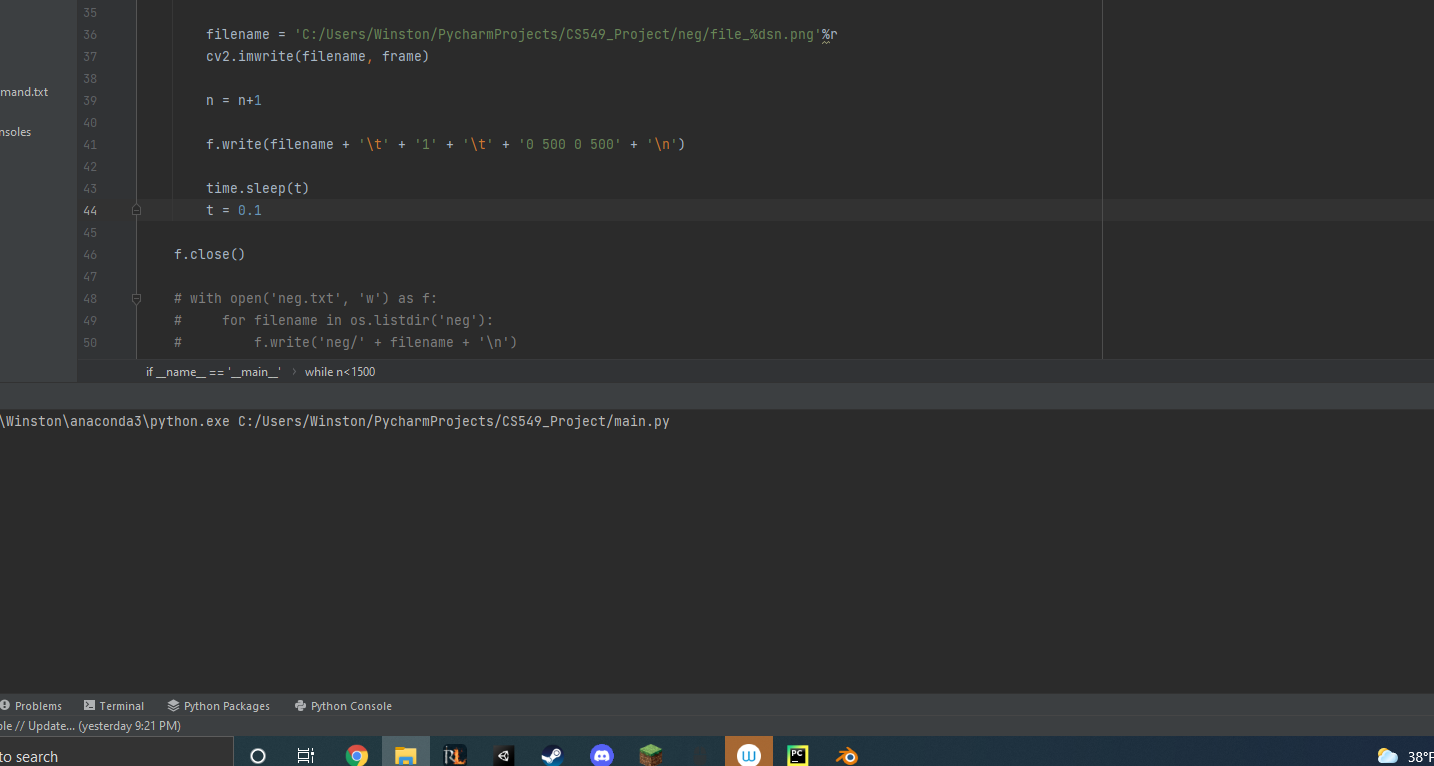 35
36 filename = 'C:/Users/Winston/PycharmProjects/CS549_Project/neg/file_%dsn.png'%r
37 cv2.imwrite(filename, frame)
38
mand.txt
39 n = n+1
40
nsoles
41 f.write(filename + '\t' + '1' + '\t' + '0 500 0 500' + '\n')
42
43 time.sleep(t)
44 t = 0.1
45
46 f.close()
47
48 # with open('neg.txt', 'w') as f:
49 #     for filename in os.listdir('neg'):
50 #         f.write('neg/' + filename + '\n')
if __name__ == '__main__' › while n<1500
\Winston\anaconda3\python.exe C:/Users/Winston/PycharmProjects/CS549_Project/main.py
Problems Terminal Python Packages Python Console
ble // Update... (yesterday 9:21 PM)
to search RL W PC 38°F